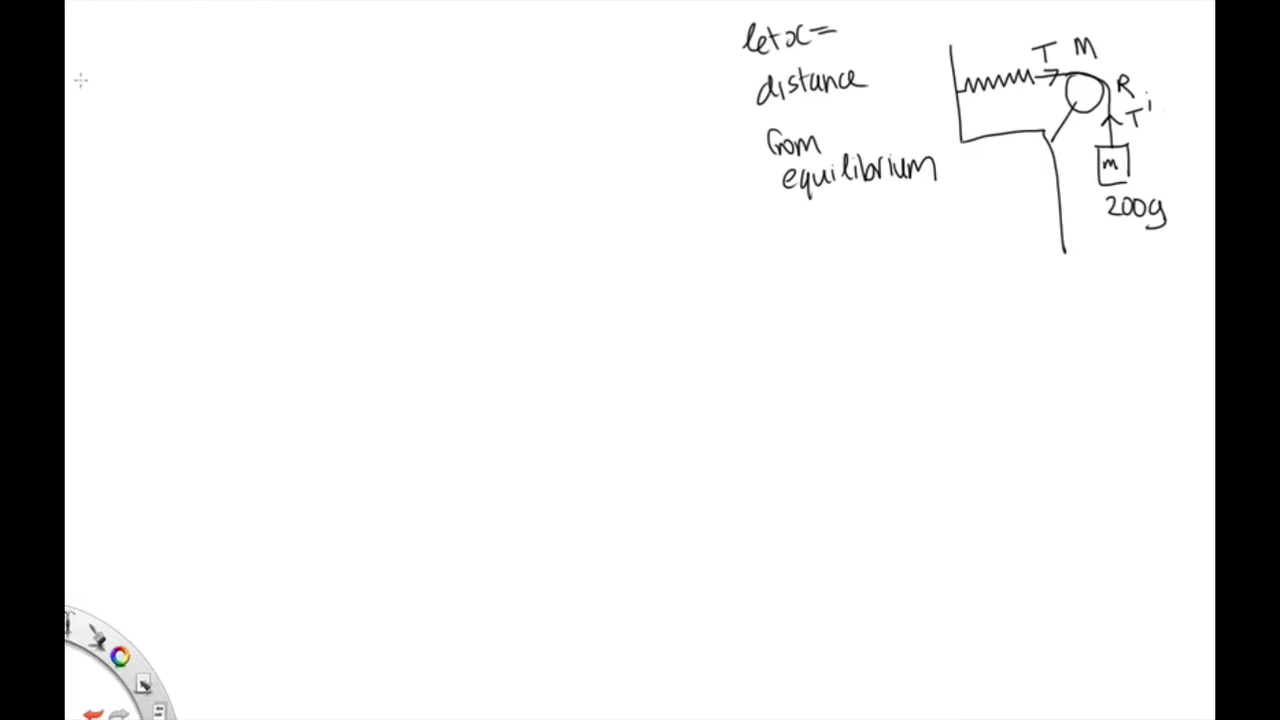 let x =
distance
from
equilibrium
T M
R
T'
m
200g